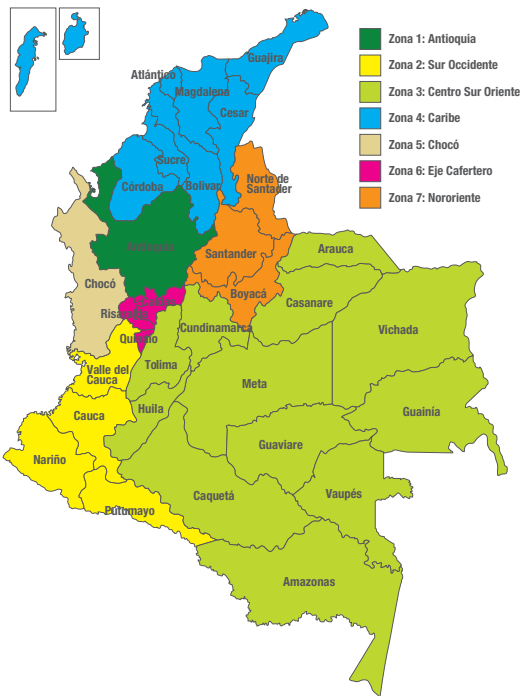 Zona 1: Antioquia
Zona 2: Sur Occidente
Zona 3: Centro Sur Oriente
Zona 4: Caribe
Zona 5: Chocó
Zona 6: Eje Cafertero
Zona 7: Nororiente
Guajira
Atlántico
Magdalena
Cesar
Sucre
Córdoba
Bolívar
Norte de
Santader
Antioquia
Santander
Arauca
Boyacá
Chocó
Caldas
Casanare
Risaralda
Cundinamarca
Vichada
Quindío
Tolima
Valle del
Cauca
Meta
Cauca
Huila
Guainía
Guaviare
Nariño
Caquetá
Vaupés
Putumayo
Amazonas